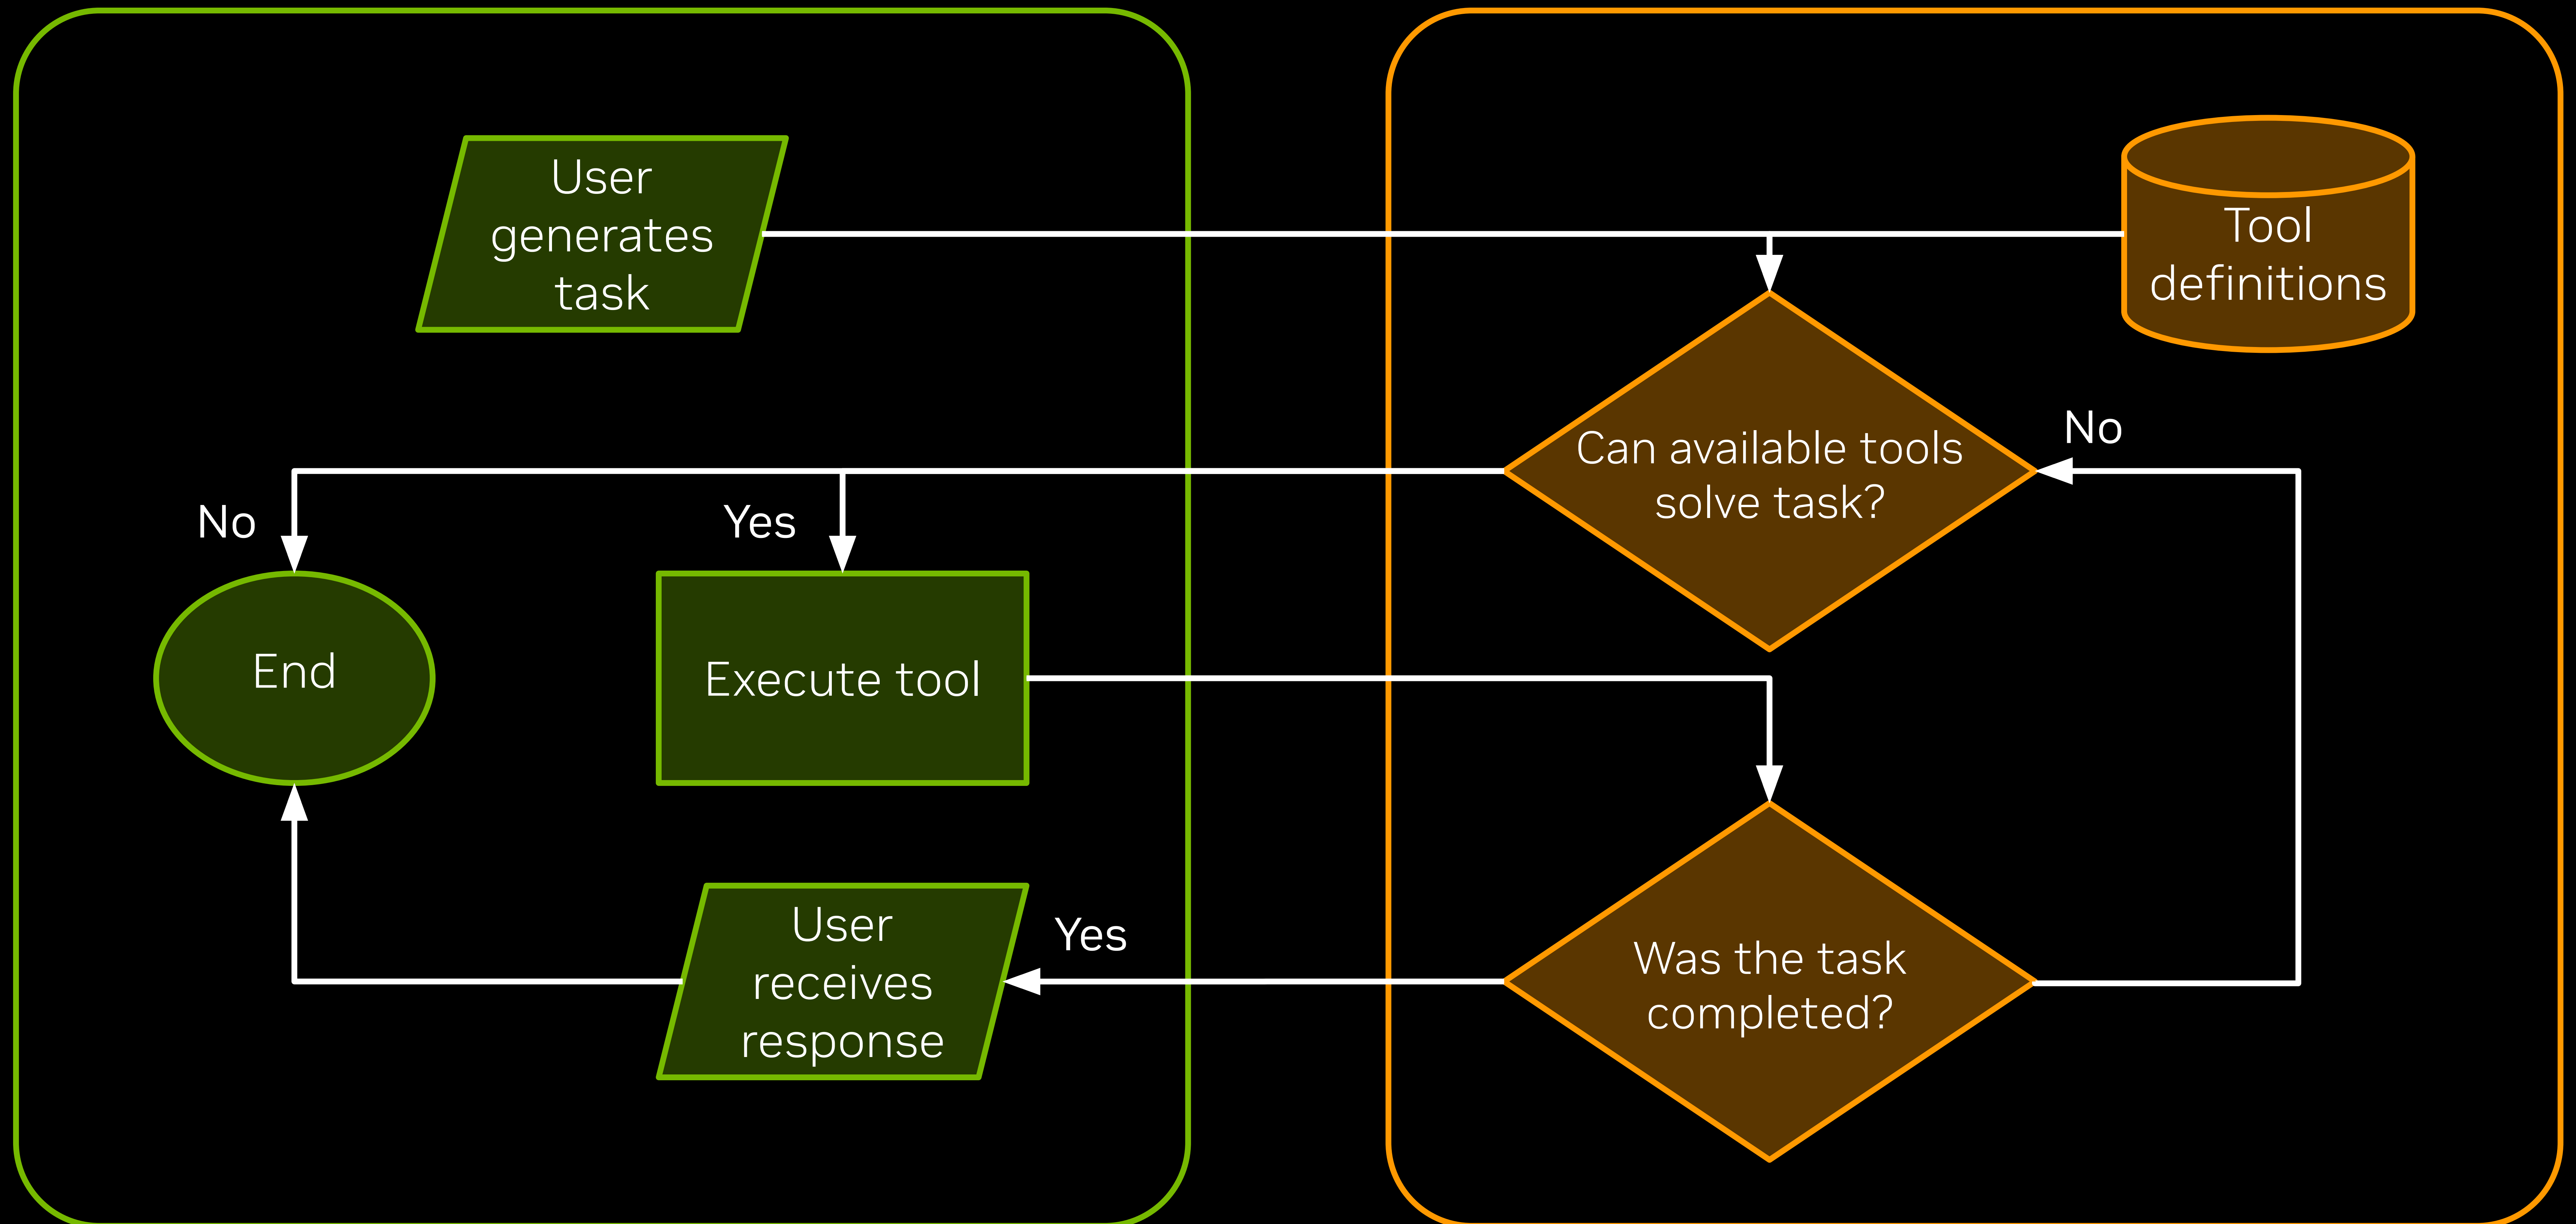 User
generates
task
Tool
definitions
Can available tools
solve task?
No
No
Yes
End
Execute tool
User
receives
response
Yes
Was the task
completed?